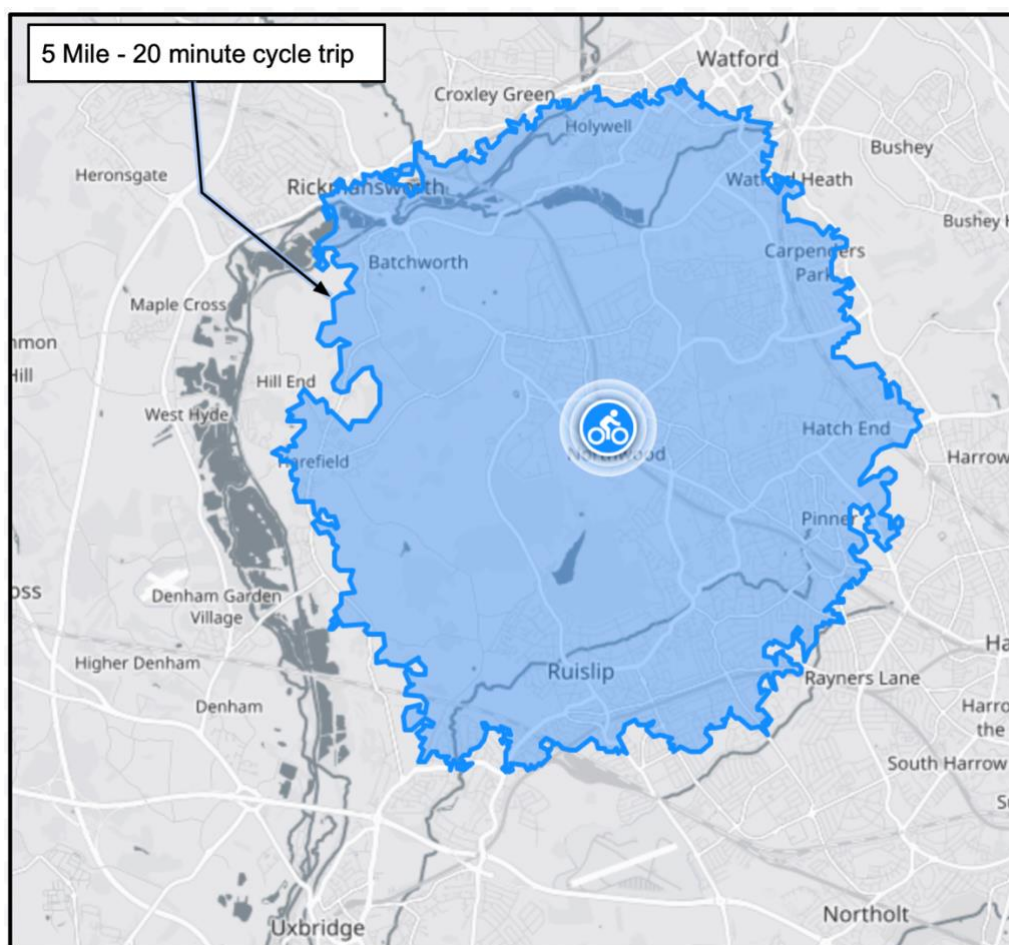 5 Mile - 20 minute cycle trip
Watford
Croxley Green
Holywell
Bushey
Heronsgate
Rickmansworth
Watford Heath
Bushey H
Carpenders
Park
Batchworth
Maple Cross
mmon
Hill
Hill End
West Hyde
Hatch End
Northwood
Harefield
Harrow
Pinner
oss
Denham Garden
Village
Ha
Higher Denham
Ruislip
Rayners Lane
Denham
Harro
the
South Harrow
Northolt
Uxbridge